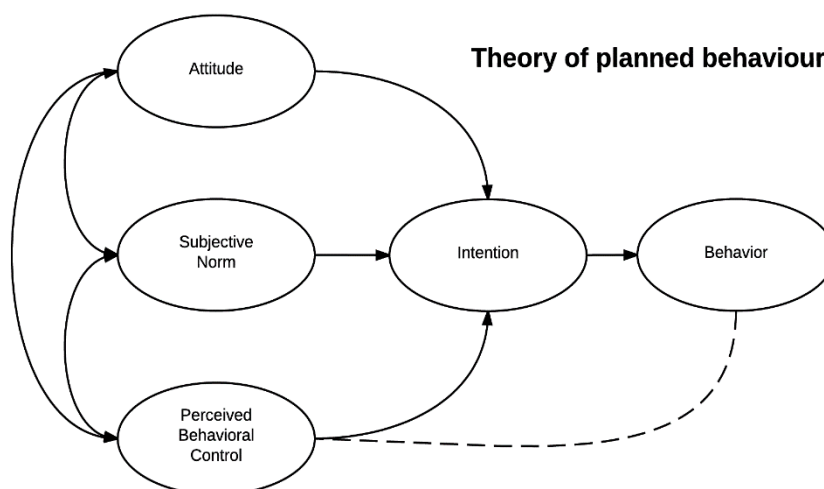 Attitude
Theory of planned behaviour
Subjective
Norm
Intention
Behavior
Perceived
Behavioral
Control